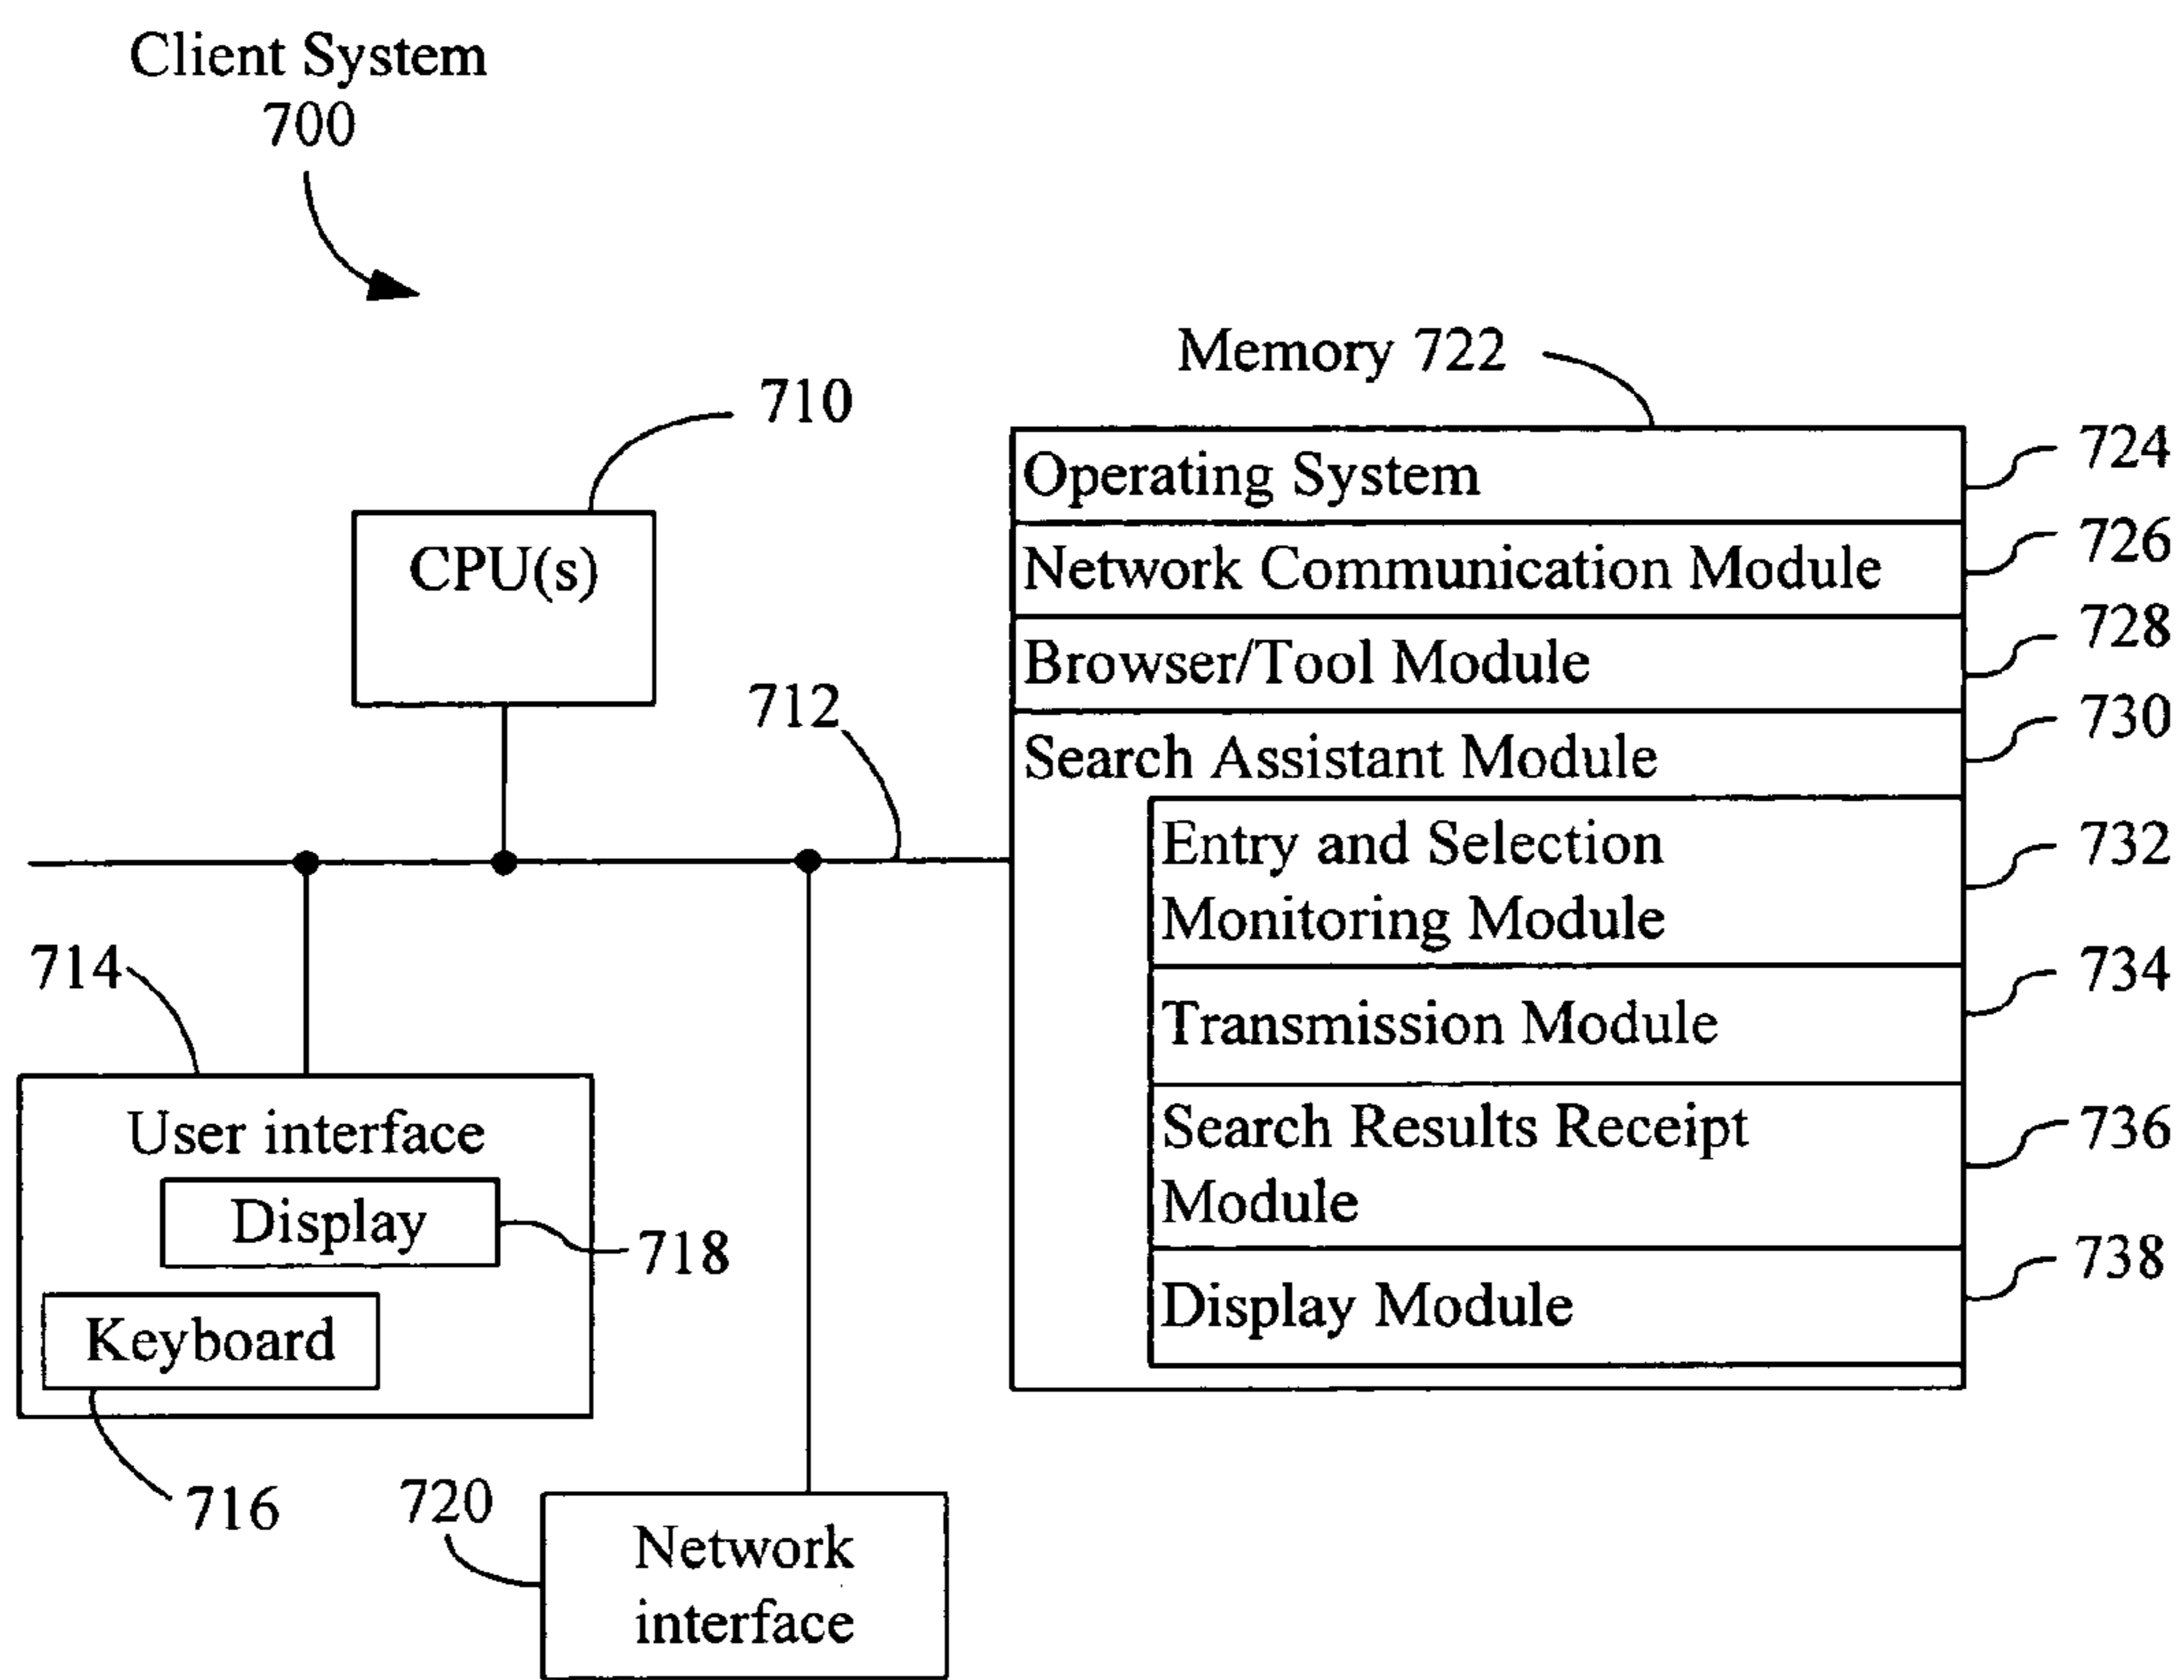 Client System
700
Memory 722
710
724
Operating System
726
Network Communication Module
CPU(s)
728
Browser/Tool Module
712
730
Search Assistant Module
732
Entry and Selection
Monitoring Module
714
734
Transmission Module
User interface
736
Search Results Receipt
Module
Display
718
738
Display Module
Keyboard
716
720
Network
interface